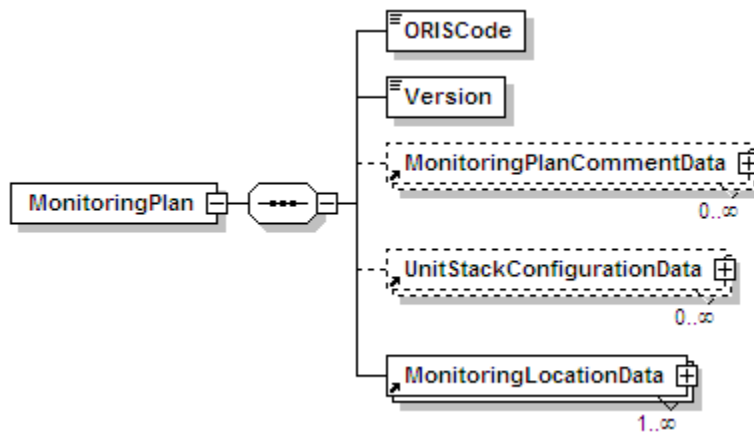 ORISCode
Version
MonitoringPlanCommentData
0..∞
MonitoringPlan
UnitStackConfigurationData
0..∞
MonitoringLocationData
1..∞